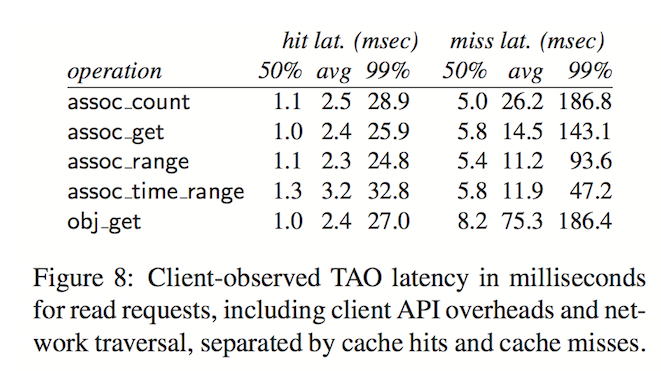 hit lat. (msec) miss lat. (msec)
operation 50% avg 99% 50% avg 99%
assoc_count 1.1 2.5 28.9 5.0 26.2 186.8
assoc_get 1.0 2.4 25.9 5.8 14.5 143.1
assoc_range 1.1 2.3 24.8 5.4 11.2 93.6
assoc_time_range 1.3 3.2 32.8 5.8 11.9 47.2
obj_get 1.0 2.4 27.0 8.2 75.3 186.4
Figure 8: Client-observed TAO latency in milliseconds
for read requests, including client API overheads and net-
work traversal, separated by cache hits and cache misses.